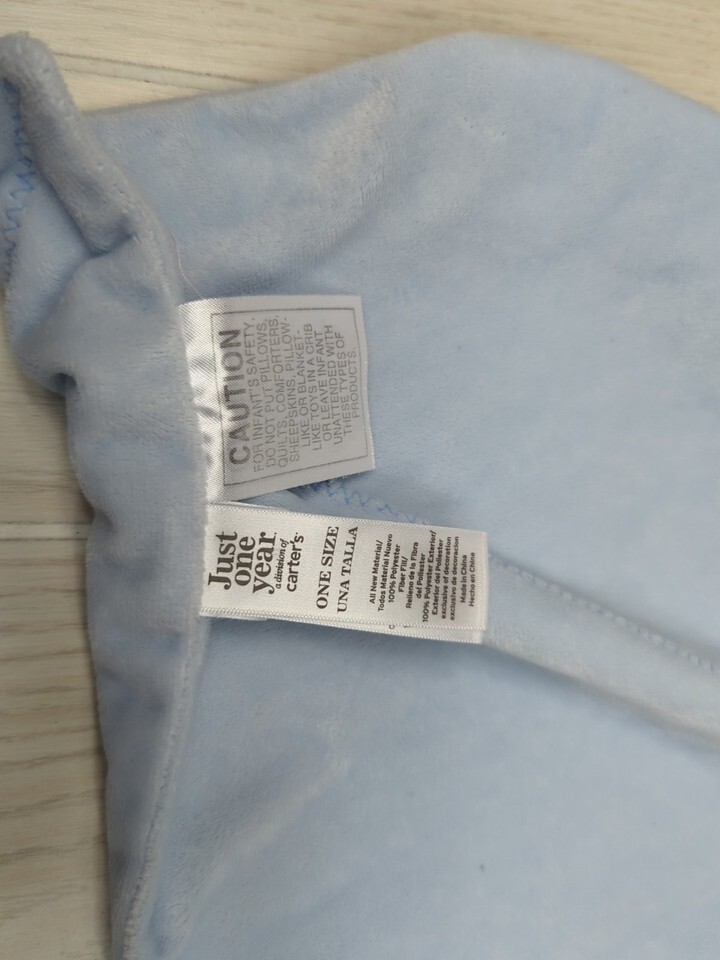 CAUTION
FOR INFANT'S SAFETY,
DO NOT PUT PILLOWS,
QUILTS, COMFORTERS,
SHEEPSKINS, PILLOW-
LIKE OR BLANKET-
LIKE TOYS IN A CRIB
OR LEAVE INFANT
UNATTENDED WITH
THESE TYPES OF
PRODUCTS.
Just
one
year.
a division of
carter's
ONE SIZE
UNA TALLA
All New Material/
Todos Material Nuevo
100% Polyester
Fiber Fill/
Relleno de la Fibra
del Poliester
100% Polyester Exterior/
Exterior del Poliester
exclusive of decoration
exclusivo de decoracion
Made in China
Hecho en China